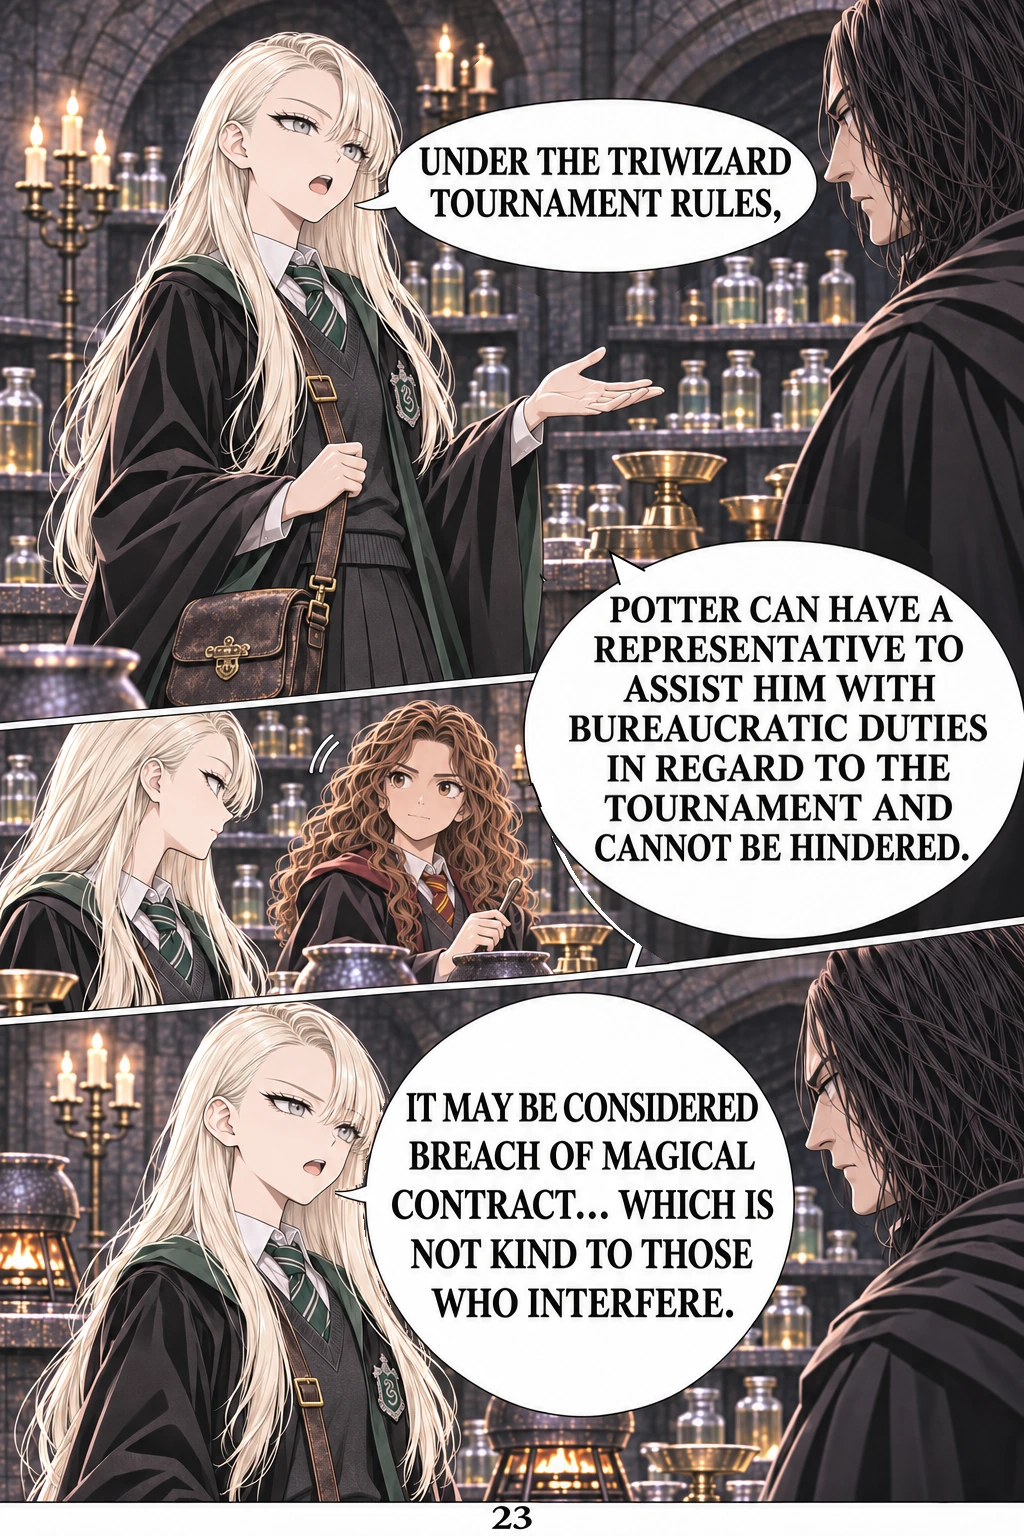 UNDER THE TRIWIZARD
TOURNAMENT RULES,
POTTER CAN HAVE A
REPRESENTATIVE TO
ASSIST HIM WITH
BUREAUCRATIC DUTIES
IN REGARD TO THE
TOURNAMENT AND
CANNOT BE HINDERED.
IT MAY BE CONSIDERED
BREACH OF MAGICAL
CONTRACT... WHICH IS
NOT KIND TO THOSE
WHO INTERFERE.
23